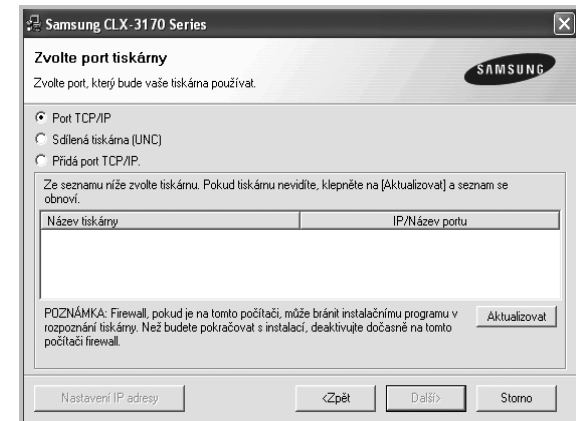 Samsung CLX-3170 Series
Zvolte port tiskárny
Zvolte port, který bude vaše tiskárna používat.
SAMSUNG
Port TCP/IP
Sdílená tiskárna (UNC)
Přidá port TCP/IP.
Ze seznamu níže zvolte tiskárnu. Pokud tiskárnu nevidíte, klepněte na [Aktualizovat] a seznam se
obnoví.
Název tiskárny IP/Název portu
POZNÁMKA: Firewall, pokud je na tomto počítači, může bránit instalačnímu programu v
rozpoznání tiskárny. Než budete pokračovat s instalací, deaktivujte dočasně na tomto
počítači firewall.
Aktualizovat
Nastavení IP adresy <Zpět Další> Storno